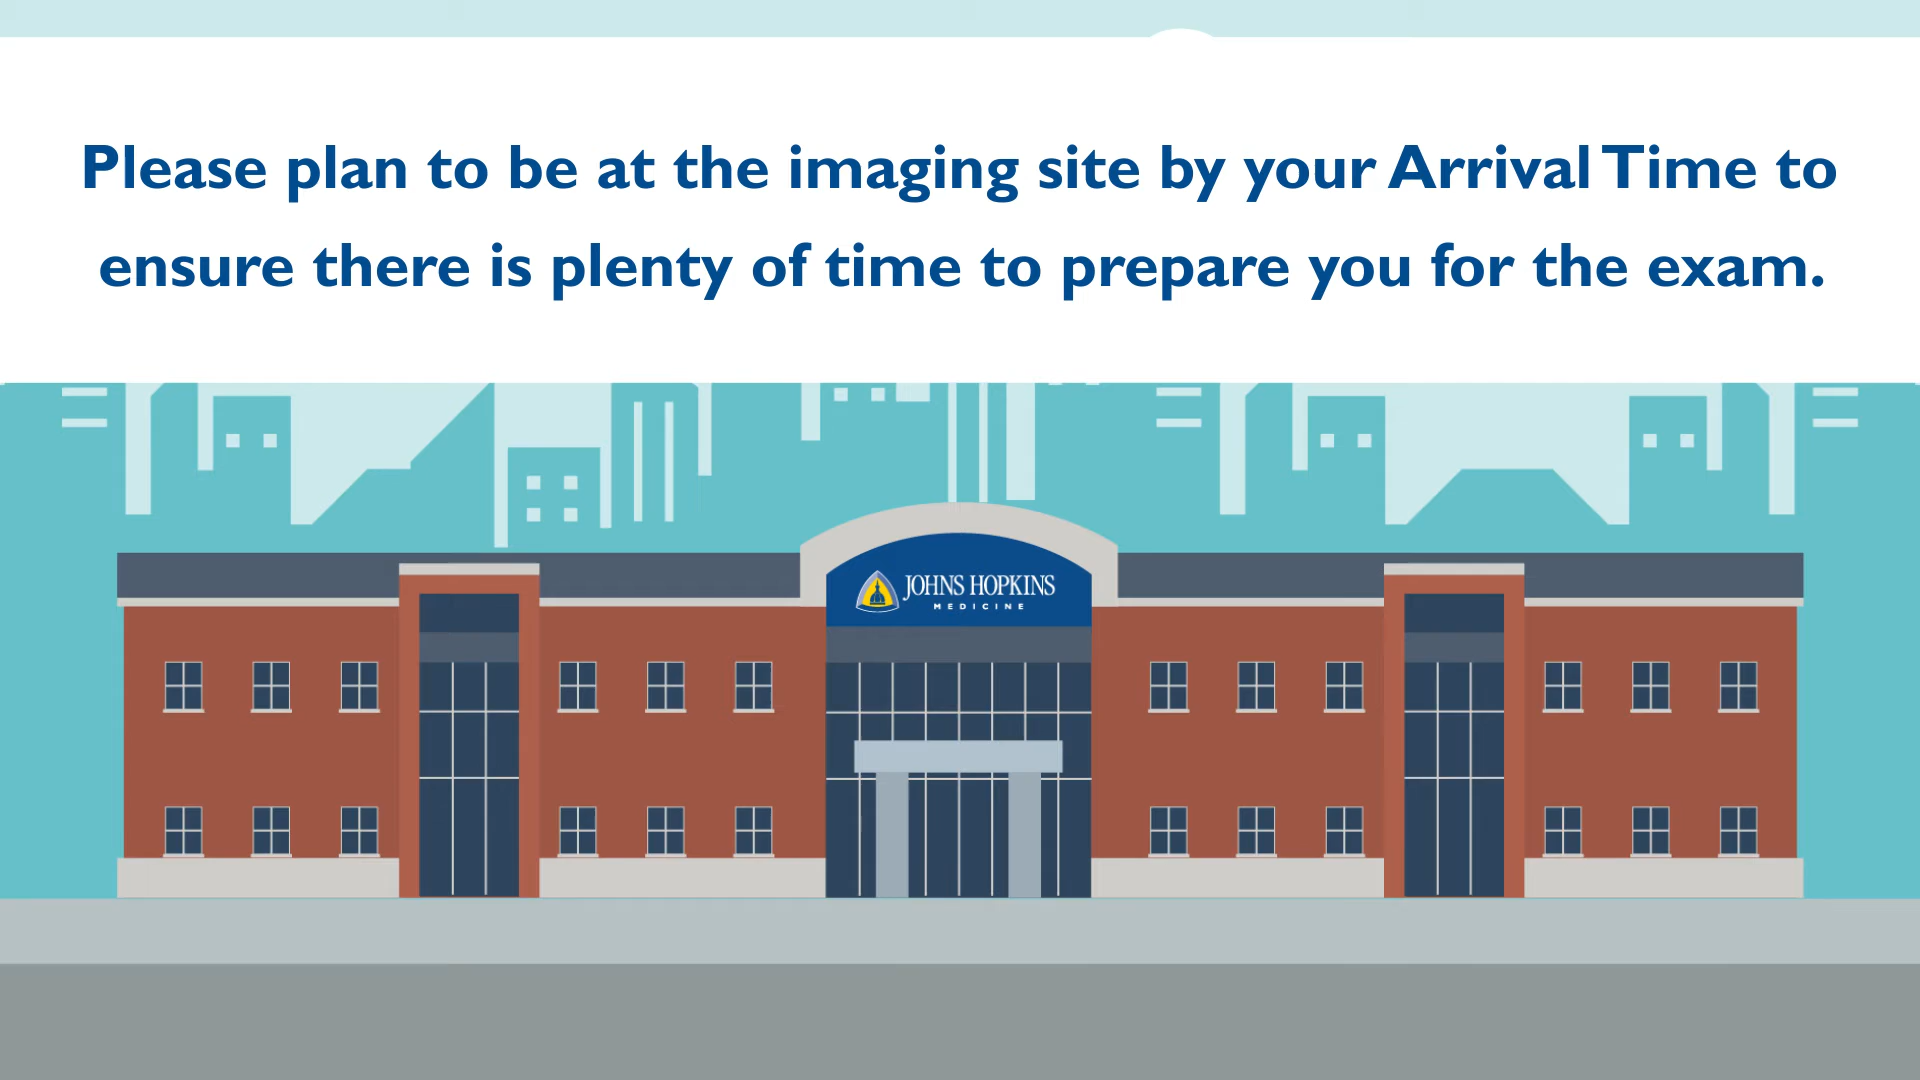 Please plan to be at the imaging site by your Arrival Time to
ensure there is plenty of time to prepare you for the exam.
JOHNS HOPKINS
MEDICINE